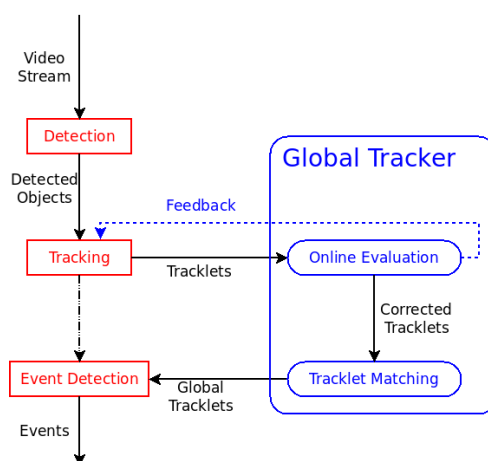 Video
Stream
Detection
Global Tracker
Detected
Objects
Feedback
Tracking
Tracklets
Online Evaluation
Corrected
Tracklets
Event Detection
Global
Tracklets
Tracklet Matching
Events